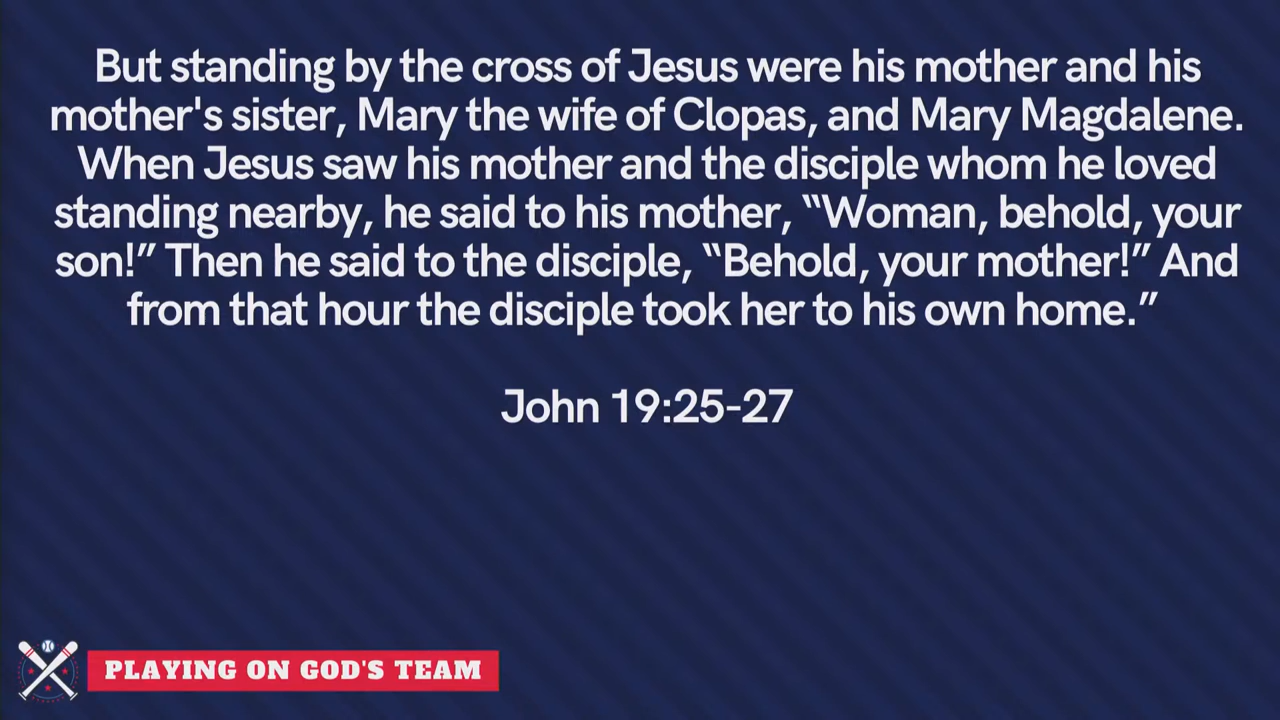 But standing by the cross of Jesus were his mother and his
mother's sister, Mary the wife of Clopas, and Mary Magdalene.
When Jesus saw his mother and the disciple whom he loved
standing nearby, he said to his mother, “Woman, behold, your
son!” Then he said to the disciple, “Behold, your mother!” And
from that hour the disciple took her to his own home.”
John 19:25-27
PLAYING ON GOD'S TEAM